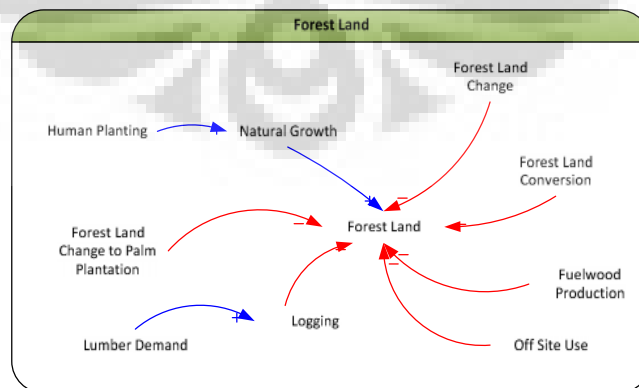 Forest Land
Forest Land
Change
Human Planting
Natural Growth
Forest Land
Conversion
Forest Land
Forest Land
Change to Palm
Plantation
Fuelwood
Production
Logging
Lumber Demand
Off Site Use